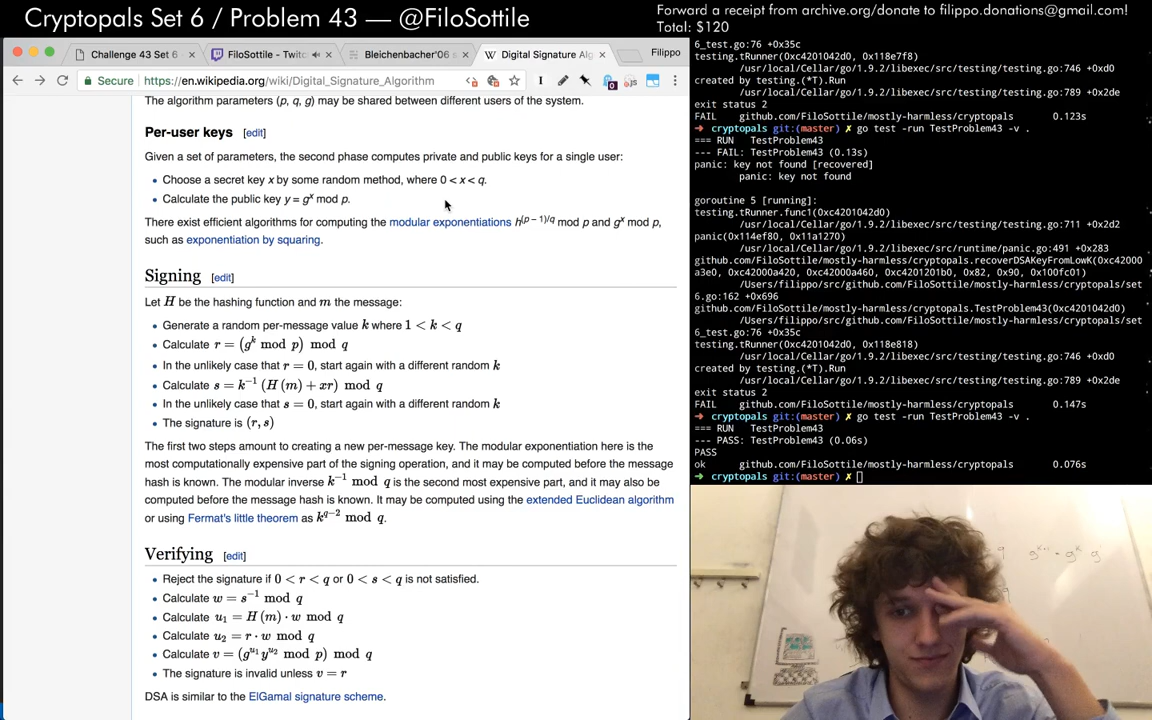 Cryptopals Set 6 / Problem 43 — @FiloSottile
Forward a receipt from archive.org/donate to filippo.donations@gmail.com!
Total: $120
Challenge 43 Set 6
FiloSottile - Twitc
Bleichenbacher'06 s
Digital Signature Alg
Filippo
Secure
https://en.wikipedia.org/wiki/Digital_Signature_Algorithm
The algorithm parameters (p, q, g) may be shared between different users of the system.
Per-user keys [edit]
Given a set of parameters, the second phase computes private and public keys for a single user:
• Choose a secret key x by some random method, where 0 < x < q.
• Calculate the public key y = g^x mod p.
There exist efficient algorithms for computing the modular exponentiations h^(p − 1)/q mod p and g^x mod p,
such as exponentiation by squaring.
Signing [edit]
Let H be the hashing function and m the message:
• Generate a random per-message value k where 1 < k < q
• Calculate r = (g^k mod p) mod q
• In the unlikely case that r = 0, start again with a different random k
• Calculate s = k^−1 (H (m) + xr) mod q
• In the unlikely case that s = 0, start again with a different random k
• The signature is (r, s)
The first two steps amount to creating a new per-message key. The modular exponentiation here is the
most computationally expensive part of the signing operation, and it may be computed before the message
hash is known. The modular inverse k^−1 mod q is the second most expensive part, and it may also be
computed before the message hash is known. It may be computed using the extended Euclidean algorithm
or using Fermat's little theorem as k^q−2 mod q.
Verifying [edit]
• Reject the signature if 0 < r < q or 0 < s < q is not satisfied.
• Calculate w = s^−1 mod q
• Calculate u1 = H (m) · w mod q
• Calculate u2 = r · w mod q
• Calculate v = (g^u1 y^u2 mod p) mod q
• The signature is invalid unless v = r
DSA is similar to the ElGamal signature scheme.
6_test.go:76 +0x35c
testing.tRunner(0xc4201042d0, 0x118e7f8)
/usr/local/Cellar/go/1.9.2/libexec/src/testing/testing.go:746 +0xd0
created by testing.(*T).Run
/usr/local/Cellar/go/1.9.2/libexec/src/testing/testing.go:789 +0x2de
exit status 2
FAIL github.com/FiloSottile/mostly-harmless/cryptopals 0.123s
➜ cryptopals git:(master) ✗ go test -run TestProblem43 -v .
=== RUN TestProblem43
--- FAIL: TestProblem43 (0.13s)
panic: key not found [recovered]
panic: key not found
goroutine 5 [running]:
testing.tRunner.func1(0xc4201042d0)
/usr/local/Cellar/go/1.9.2/libexec/src/testing/testing.go:711 +0x2d2
panic(0x114ef80, 0x11a1270)
/usr/local/Cellar/go/1.9.2/libexec/src/runtime/panic.go:491 +0x283
github.com/FiloSottile/mostly-harmless/cryptopals.recoverDSAKeyFromLowK(0xc42000
a3e0, 0xc42000a420, 0xc42000a460, 0xc4201201b0, 0x82, 0x90, 0x100fc01)
/Users/filippo/src/github.com/FiloSottile/mostly-harmless/cryptopals/set
6.go:162 +0x696
github.com/FiloSottile/mostly-harmless/cryptopals.TestProblem43(0xc4201042d0)
/Users/filippo/src/github.com/FiloSottile/mostly-harmless/cryptopals/set
6_test.go:76 +0x35c
testing.tRunner(0xc4201042d0, 0x118e818)
/usr/local/Cellar/go/1.9.2/libexec/src/testing/testing.go:746 +0xd0
created by testing.(*T).Run
/usr/local/Cellar/go/1.9.2/libexec/src/testing/testing.go:789 +0x2de
exit status 2
FAIL github.com/FiloSottile/mostly-harmless/cryptopals 0.147s
➜ cryptopals git:(master) ✗ go test -run TestProblem43 -v .
=== RUN TestProblem43
--- PASS: TestProblem43 (0.06s)
PASS
ok github.com/FiloSottile/mostly-harmless/cryptopals 0.076s
➜ cryptopals git:(master) ✗